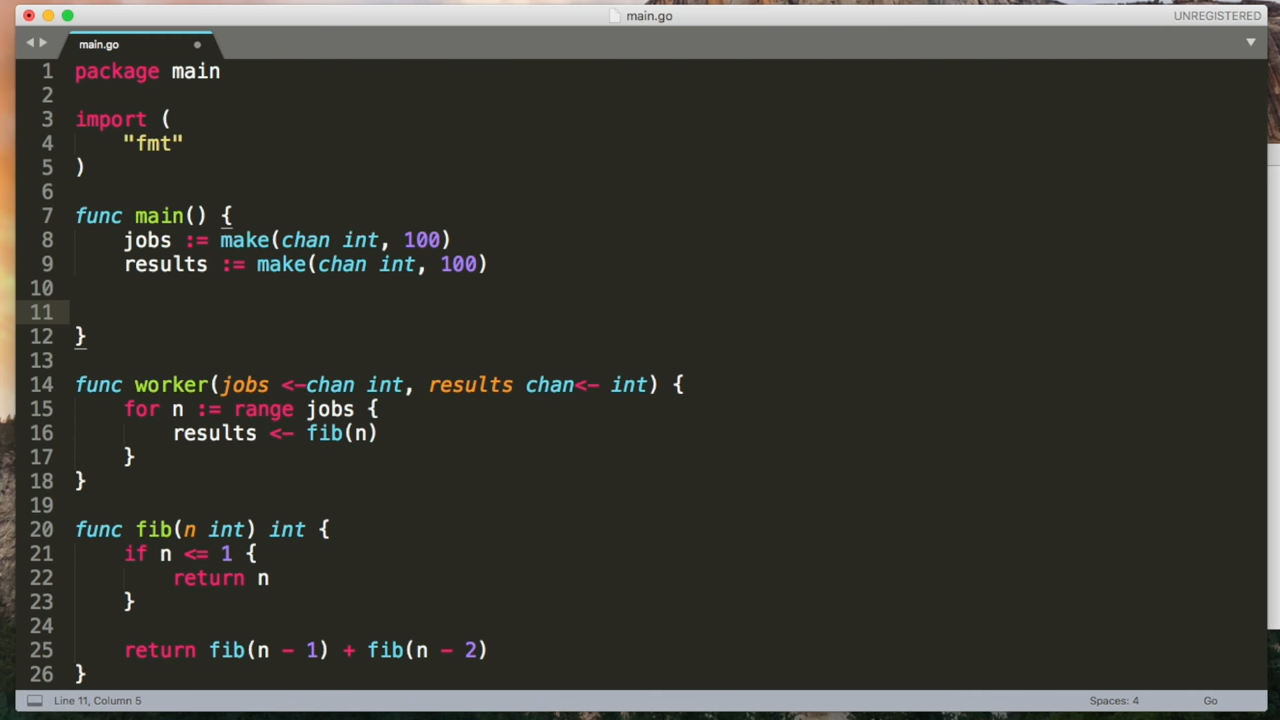 main.go
UNREGISTERED
main.go
1 package main
2
3 import (
4     "fmt"
5 )
6
7 func main() {
8     jobs := make(chan int, 100)
9     results := make(chan int, 100)
10
11
12 }
13
14 func worker(jobs <-chan int, results chan<- int) {
15     for n := range jobs {
16         results <- fib(n)
17     }
18 }
19
20 func fib(n int) int {
21     if n <= 1 {
22         return n
23     }
24
25     return fib(n - 1) + fib(n - 2)
26 }
Line 11, Column 5
Spaces: 4
Go